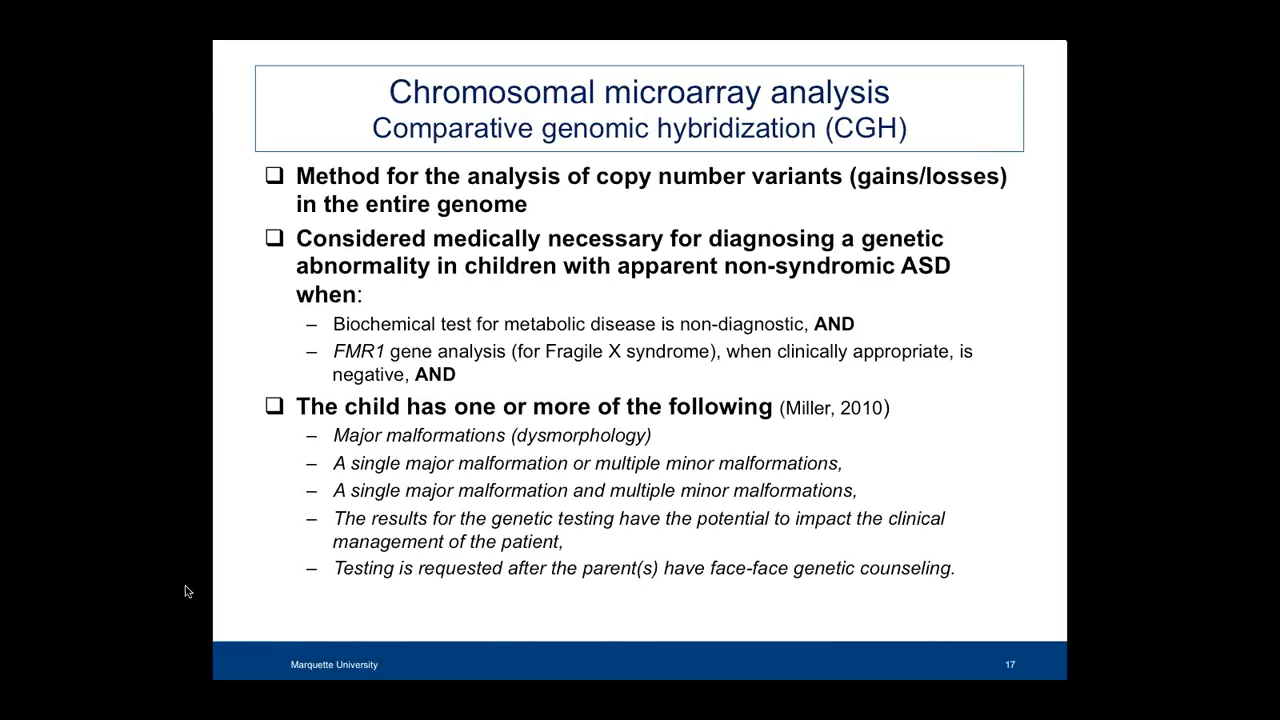 Chromosomal microarray analysis
Comparative genomic hybridization (CGH)
❑ Method for the analysis of copy number variants (gains/losses)
in the entire genome
❑ Considered medically necessary for diagnosing a genetic
abnormality in children with apparent non-syndromic ASD
when:
– Biochemical test for metabolic disease is non-diagnostic, AND
– FMR1 gene analysis (for Fragile X syndrome), when clinically appropriate, is
negative, AND
❑ The child has one or more of the following (Miller, 2010)
– Major malformations (dysmorphology)
– A single major malformation or multiple minor malformations,
– A single major malformation and multiple minor malformations,
– The results for the genetic testing have the potential to impact the clinical
management of the patient,
– Testing is requested after the parent(s) have face-face genetic counseling.
Marquette University
17